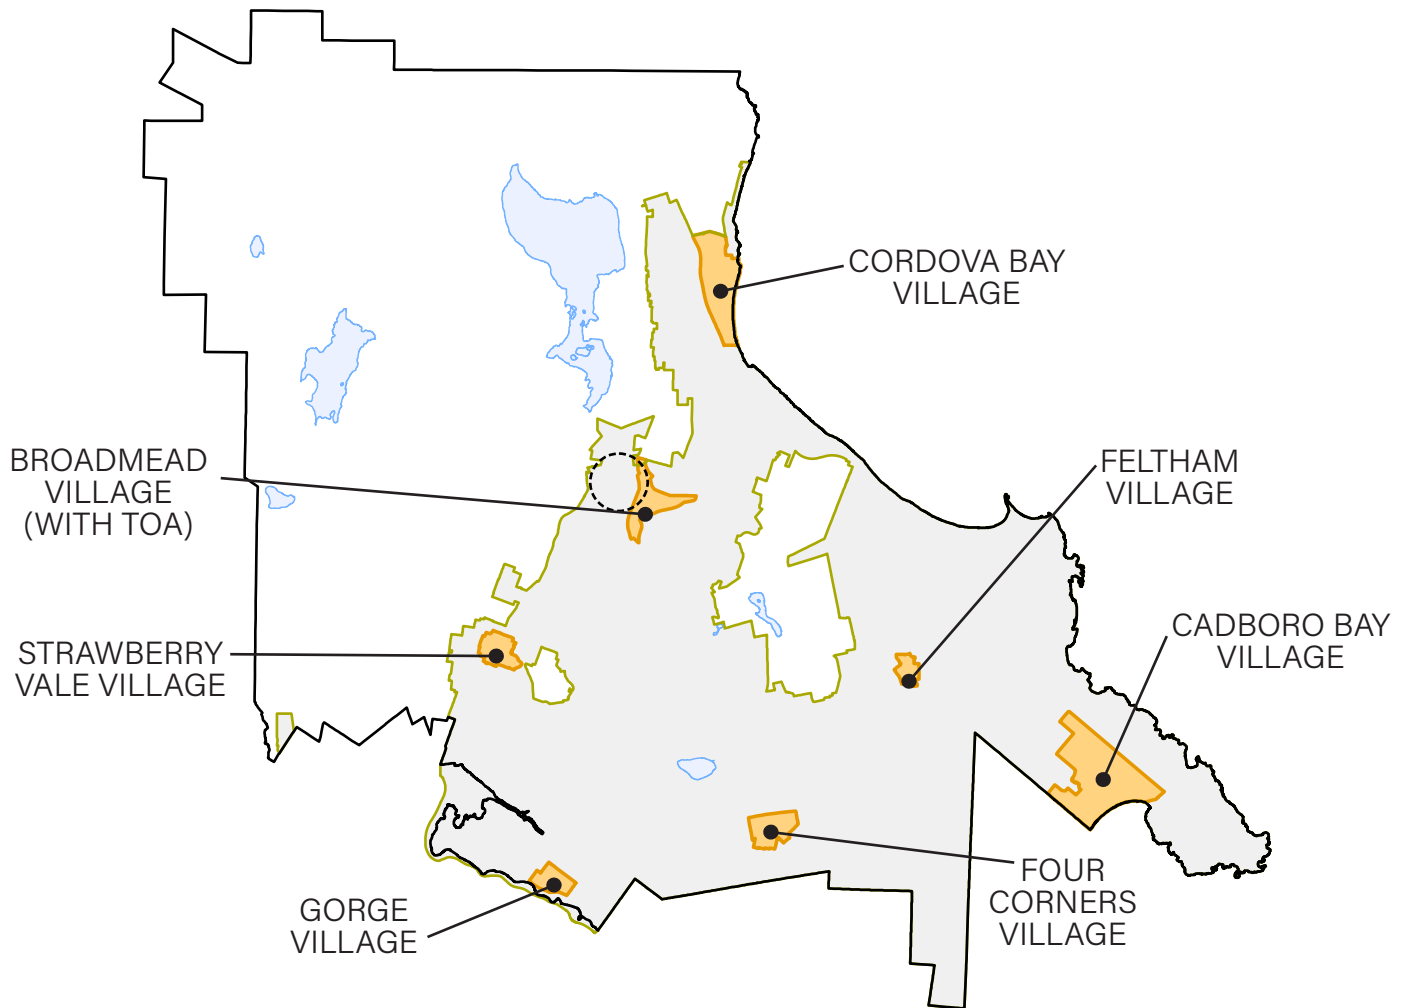 CORDOVA BAY
VILLAGE
BROADMEAD
VILLAGE
(WITH TOA)
FELTHAM
VILLAGE
STRAWBERRY
VALE VILLAGE
CADBORO BAY
VILLAGE
FOUR
CORNERS
VILLAGE
GORGE
VILLAGE